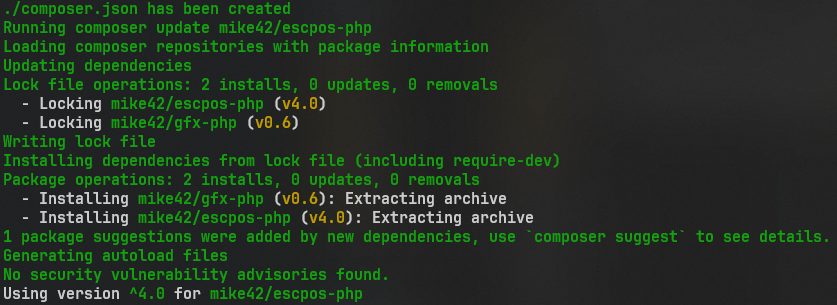 ./composer.json has been created
Running composer update mike42/escpos-php
Loading composer repositories with package information
Updating dependencies
Lock file operations: 2 installs, 0 updates, 0 removals
  - Locking mike42/escpos-php (v4.0)
  - Locking mike42/gfx-php (v0.6)
Writing lock file
Installing dependencies from lock file (including require-dev)
Package operations: 2 installs, 0 updates, 0 removals
  - Installing mike42/gfx-php (v0.6): Extracting archive
  - Installing mike42/escpos-php (v4.0): Extracting archive
1 package suggestions were added by new dependencies, use `composer suggest` to see details.
Generating autoload files
No security vulnerability advisories found.
Using version ^4.0 for mike42/escpos-php